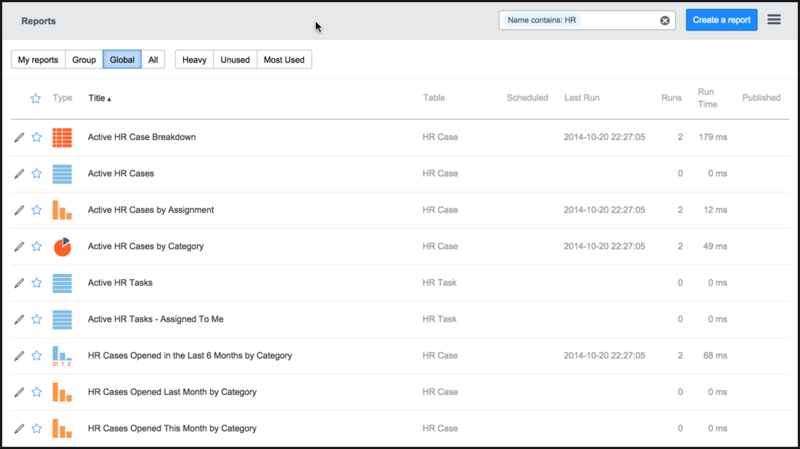 Reports
Name contains: HR
Create a report
My reports Group Global All Heavy Unused Most Used
Type Title Table Scheduled Last Run Runs Run Time Published
Active HR Case Breakdown HR Case 2014-10-20 22:27:05 2 179 ms
Active HR Cases HR Case 0 0 ms
Active HR Cases by Assignment HR Case 2014-10-20 22:27:05 2 12 ms
Active HR Cases by Category HR Case 2014-10-20 22:27:05 2 49 ms
Active HR Tasks HR Task 0 0 ms
Active HR Tasks - Assigned To Me HR Task 0 0 ms
31 1 2 HR Cases Opened in the Last 6 Months by Category HR Case 2014-10-20 22:27:05 2 68 ms
HR Cases Opened Last Month by Category HR Case 0 0 ms
HR Cases Opened This Month by Category HR Case 0 0 ms